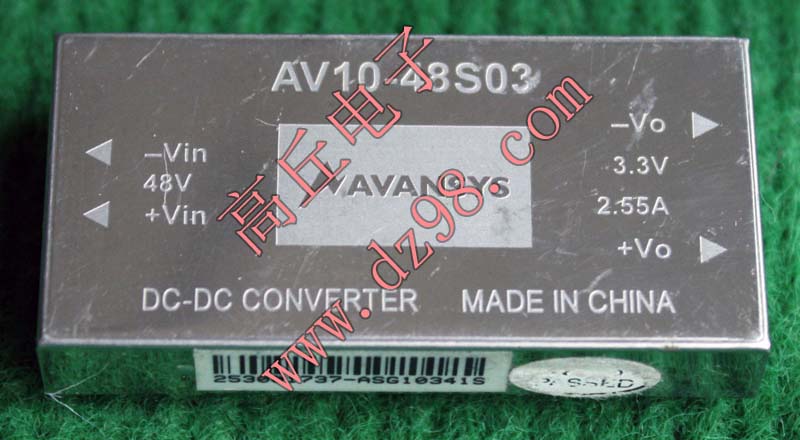 AV10-48S03
–Vin
48V
+Vin
AVANSYS
–Vo
3.3V
2.55A
+Vo
DC-DC CONVERTER MADE IN CHINA
高丘电子
www.dz98.com